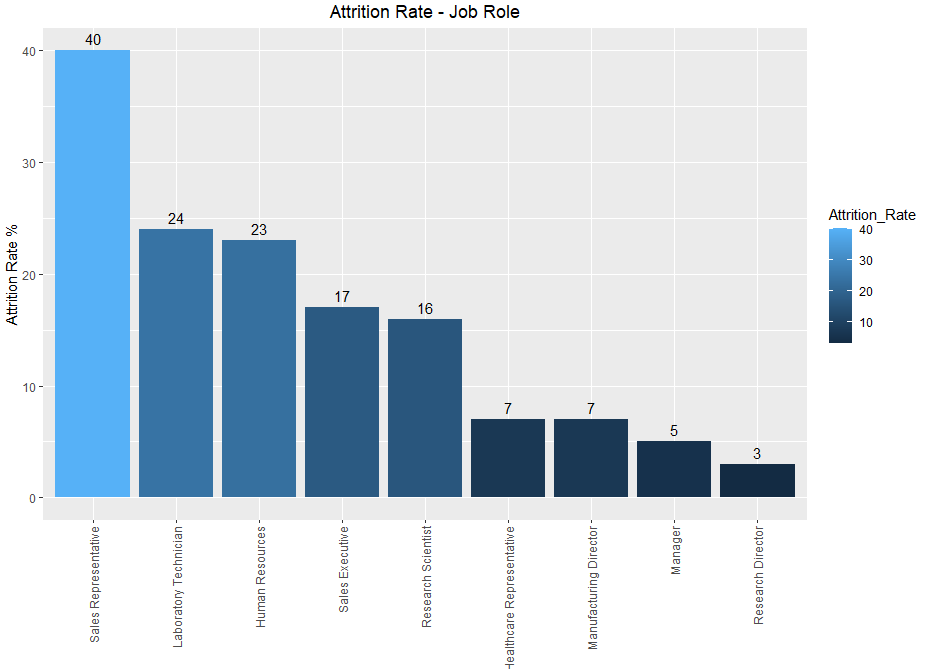 Attrition Rate - Job Role
Attrition Rate %
40
30
20
10
0
40
24
23
17
16
7
7
5
3
Sales Representative
Laboratory Technician
Human Resources
Sales Executive
Research Scientist
Healthcare Representative
Manufacturing Director
Manager
Research Director
Attrition_Rate
40
30
20
10